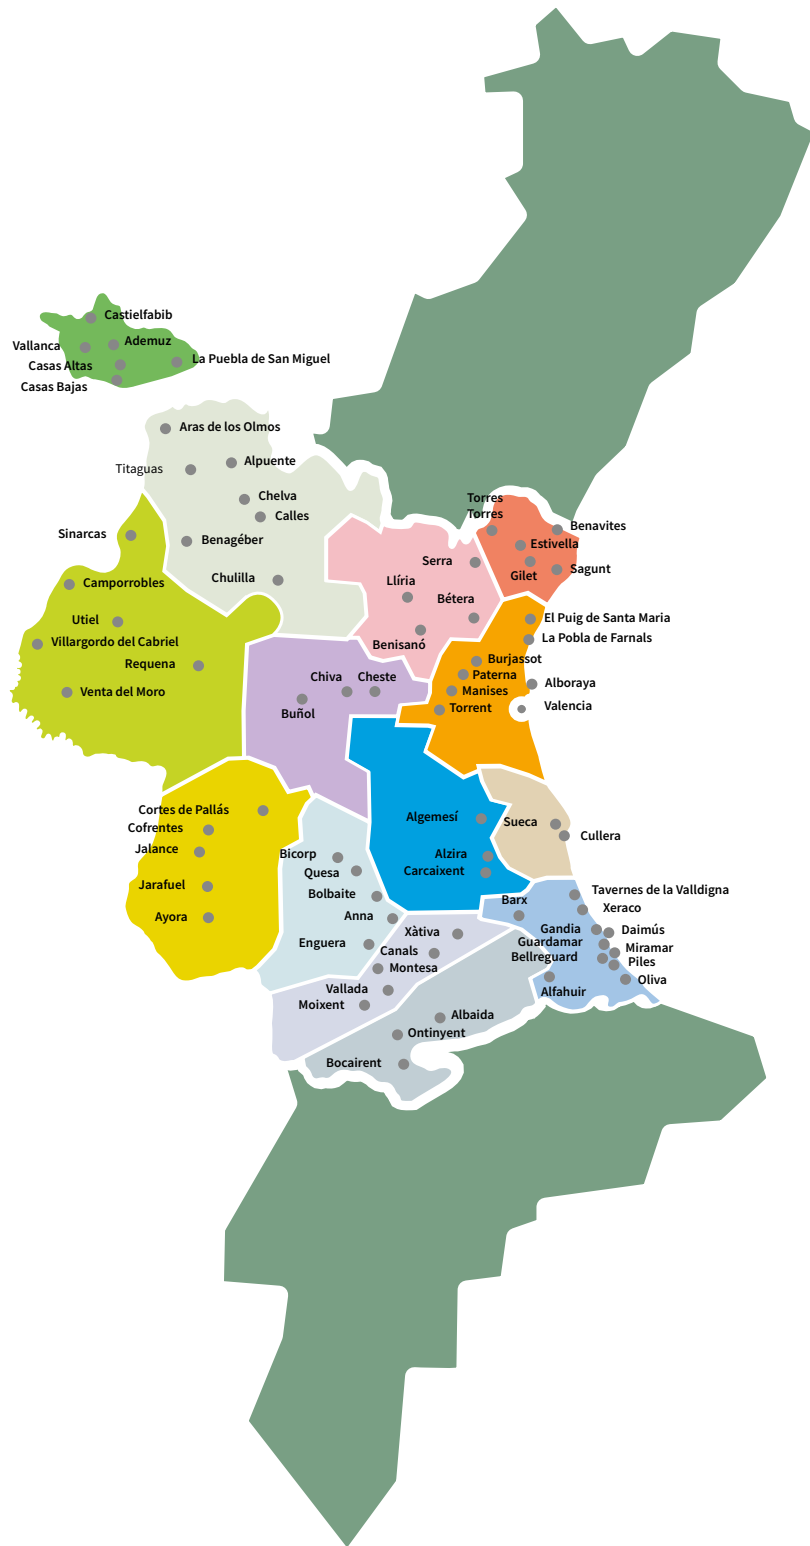 Castielfabib
Ademuz
Vallanca
La Puebla de San Miguel
Casas Altas
Casas Bajas
Aras de los Olmos
Alpuente
Titaguas
Chelva
Calles
Benagéber
Chulilla
Sinarcas
Camporrobles
Utiel
Villargordo del Cabriel
Requena
Venta del Moro
Torres
Torres
Benavites
Estivella
Gilet
Sagunt
Serra
Llíria
Bétera
Benisanó
El Puig de Santa Maria
La Pobla de Farnals
Burjassot
Paterna
Manises
Torrent
Alboraya
Valencia
Chiva
Cheste
Buñol
Cortes de Pallás
Cofrentes
Jalance
Jarafuel
Ayora
Algemesí
Alzira
Carcaixent
Sueca
Cullera
Bicorp
Quesa
Bolbaite
Anna
Enguera
Xàtiva
Canals
Montesa
Vallada
Moixent
Barx
Tavernes de la Valldigna
Xeraco
Gandia
Daimús
Guardamar
Miramar
Bellreguard
Piles
Oliva
Alfahuir
Albaida
Ontinyent
Bocairent